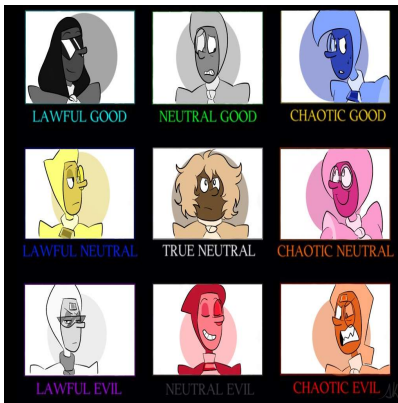 LAWFUL GOOD
NEUTRAL GOOD
CHAOTIC GOOD
LAWFUL NEUTRAL
TRUE NEUTRAL
CHAOTIC NEUTRAL
LAWFUL EVIL
NEUTRAL EVIL
CHAOTIC EVIL